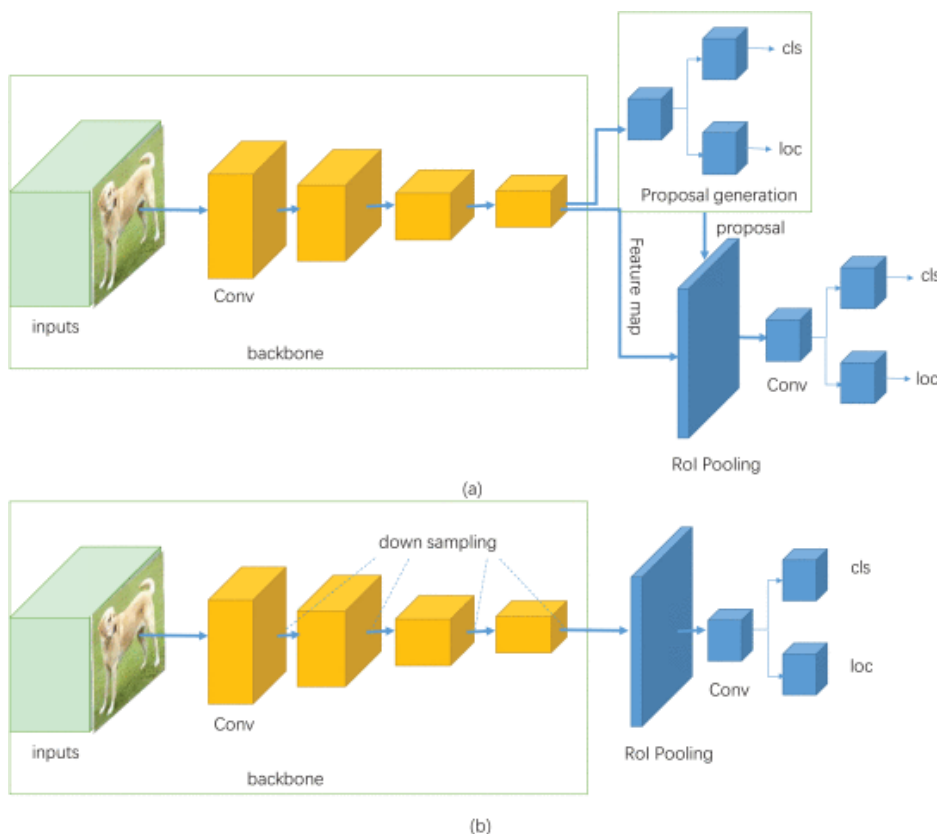 cls
loc
Proposal generation
proposal
Feature map
Conv
inputs
backbone
cls
loc
Conv
RoI Pooling
(a)
down sampling
cls
loc
Conv
Conv
inputs
RoI Pooling
backbone
(b)